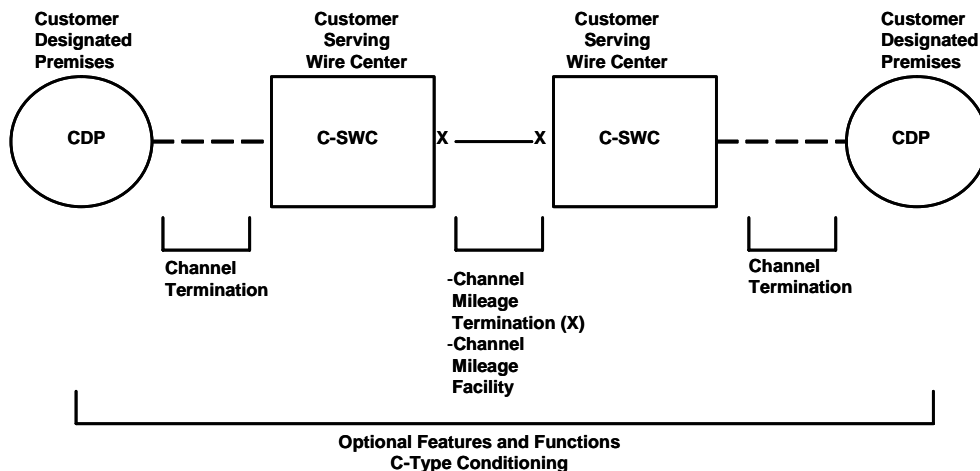 Customer
Designated
Premises
Customer
Serving
Wire Center
Customer
Serving
Wire Center
Customer
Designated
Premises
CDP
C-SWC
X
X
C-SWC
CDP
Channel
Termination
-Channel
Mileage
Termination (X)
-Channel
Mileage
Facility
Channel
Termination
Optional Features and Functions
C-Type Conditioning